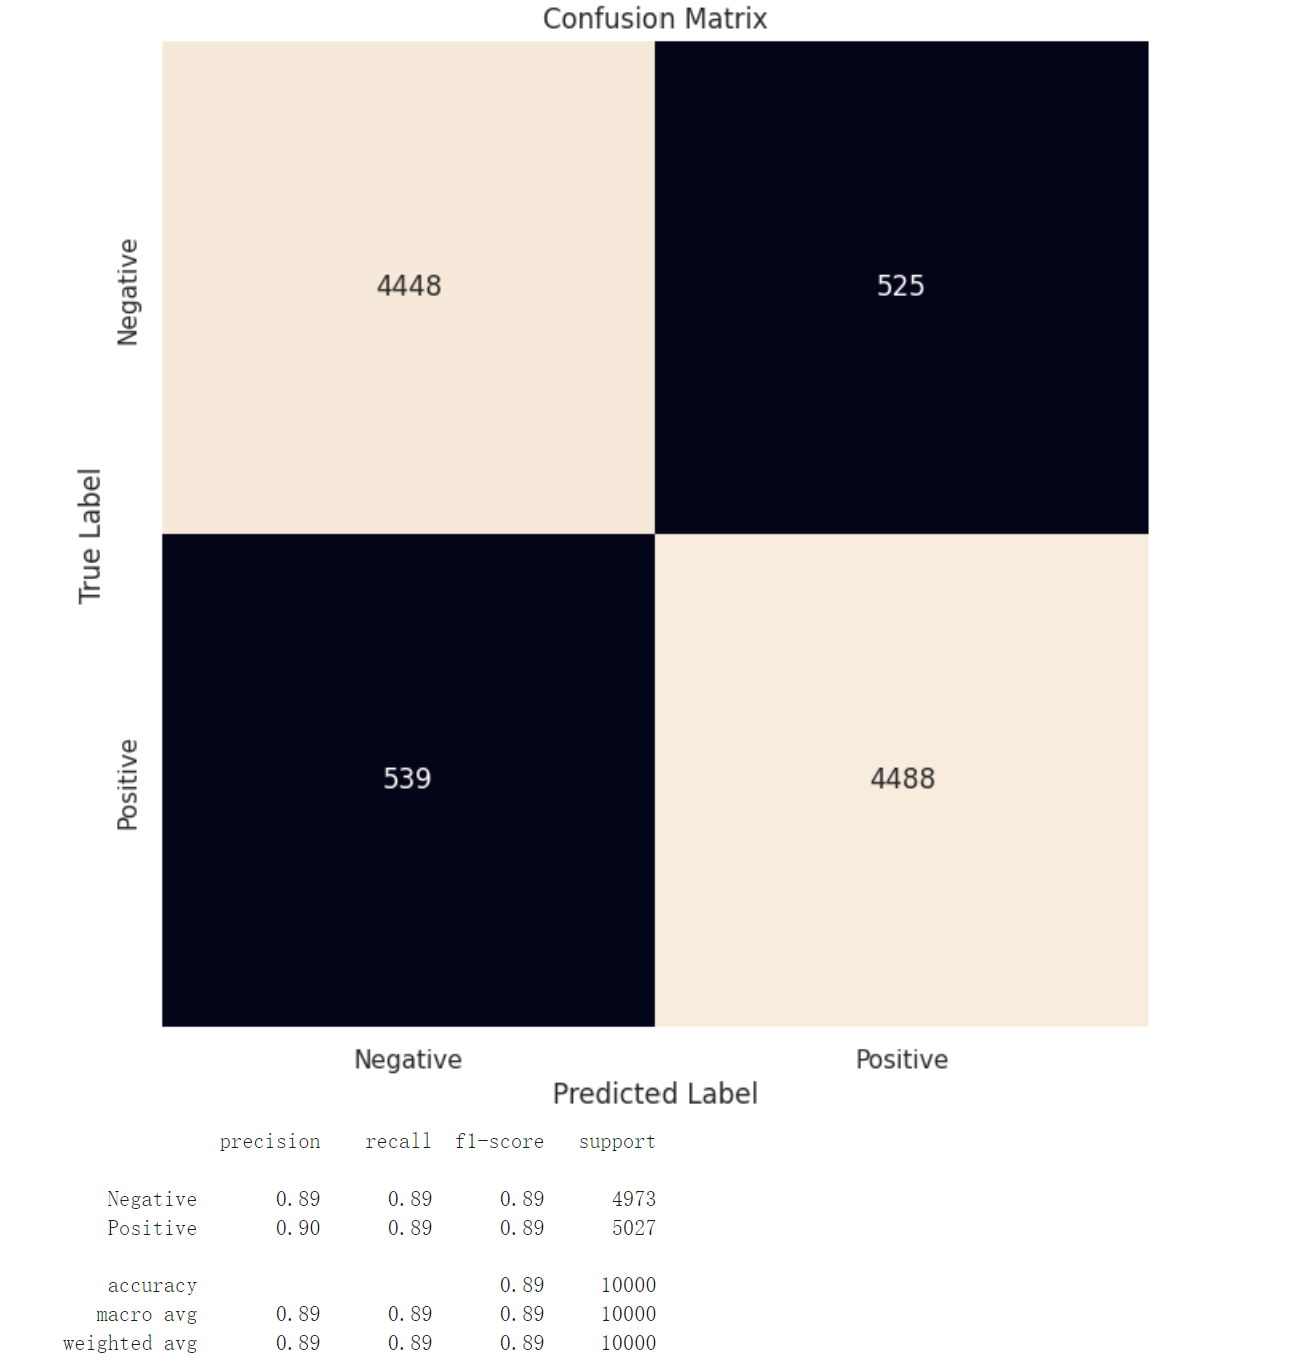 Confusion Matrix
Negative
4448
525
True Label
Positive
539
4488
Negative Positive
Predicted Label
precision recall f1-score support
Negative 0.89 0.89 0.89 4973
Positive 0.90 0.89 0.89 5027
accuracy 0.89 10000
macro avg 0.89 0.89 0.89 10000
weighted avg 0.89 0.89 0.89 10000